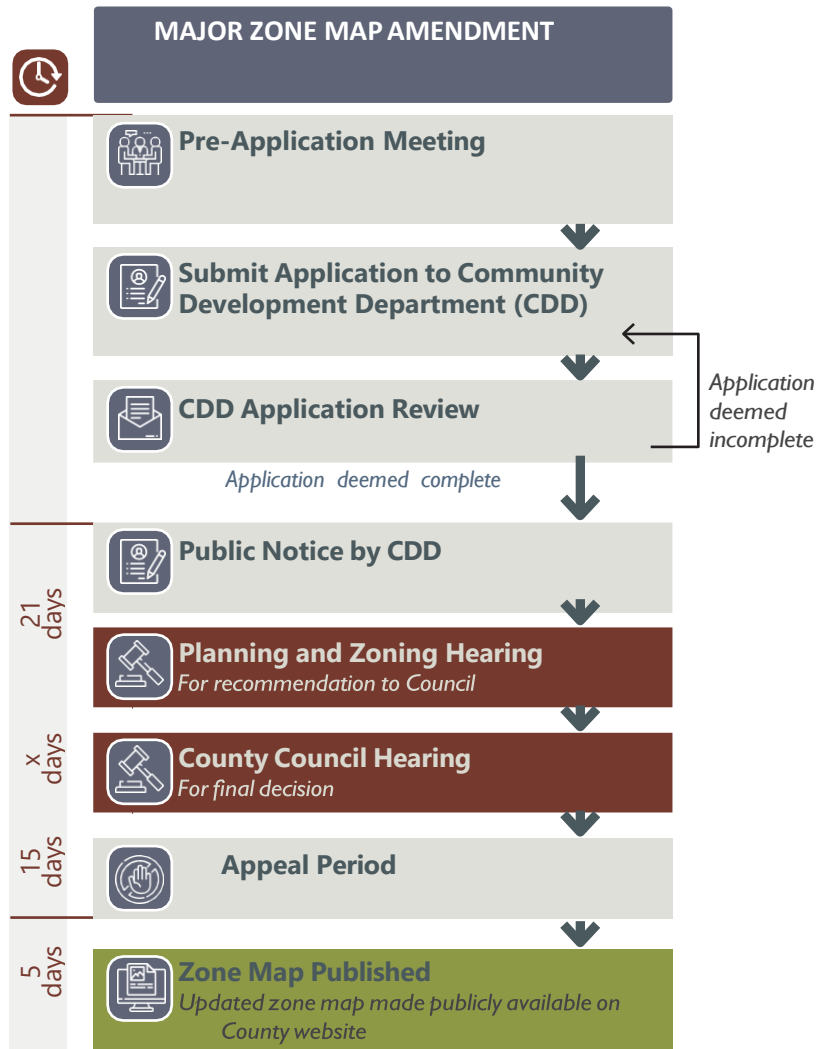 MAJOR ZONE MAP AMENDMENT
Pre-Application Meeting
Submit Application to Community
Development Department (CDD)
Application
deemed
incomplete
CDD Application Review
Application deemed complete
Public Notice by CDD
21
days
Planning and Zoning Hearing
For recommendation to Council
x
days
County Council Hearing
For final decision
15
days
Appeal Period
5
days
Zone Map Published
Updated zone map made publicly available on
County website